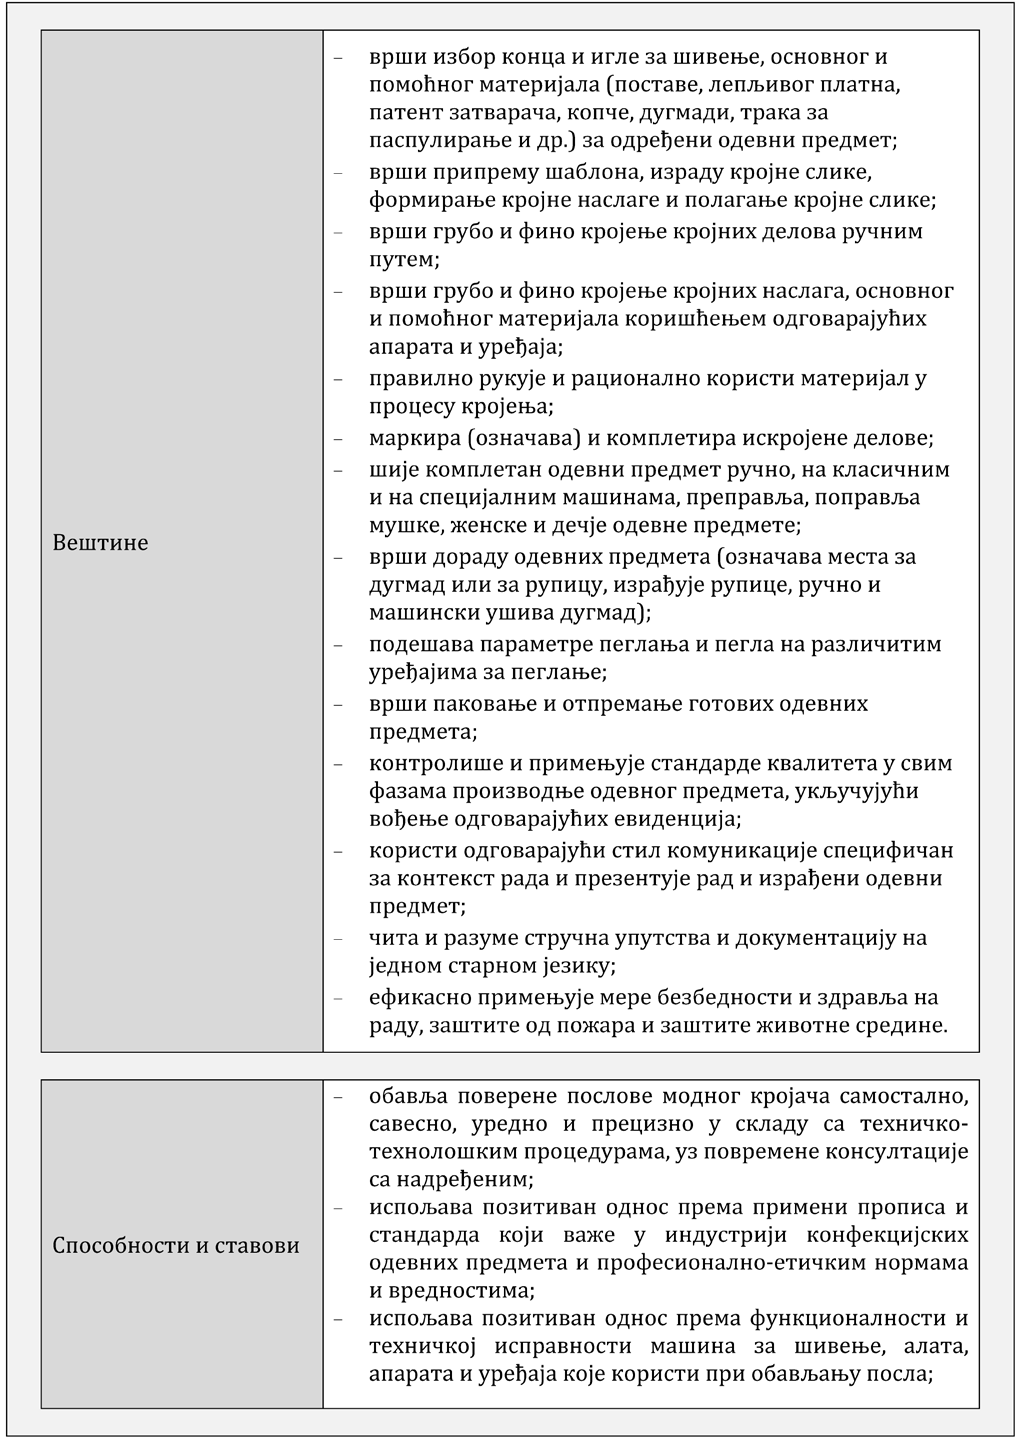 Вештине
– врши избор конца и игле за шивење, основног и
помоћног материјала (поставе, лепљивог платна,
патент затварача, копче, дугмади, трака за
паспулирање и др.) за одређени одевни предмет;
– врши припрему шаблона, израду кројне слике,
формирање кројне наслаге и полагање кројне слике;
– врши грубо и фино кројење кројних делова ручним
путем;
– врши грубо и фино кројење кројних наслага, основног
и помоћног материјала коришћењем одговарајућих
апарата и уређаја;
– правилно рукује и рационално користи материјал у
процесу кројења;
– маркира (означава) и комплетира искројене делове;
– шије комплетан одевни предмет ручно, на класичним
и на специјалним машинама, преправља, поправља
мушке, женске и дечје одевне предмете;
– врши дораду одевних предмета (означава места за
дугмад или за рупицу, израђује рупице, ручно и
машински ушива дугмад);
– подешава параметре пеглања и пегла на различитим
уређајима за пеглање;
– врши паковање и отпремање готових одевних
предмета;
– контролише и примењује стандарде квалитета у свим
фазама производње одевног предмета, укључујући
вођење одговарајућих евиденција;
– користи одговарајући стил комуникације специфичан
за контекст рада и презентује рад и израђени одевни
предмет;
– чита и разуме стручна упутства и документацију на
једном старном језику;
– ефикасно примењује мере безбедности и здравља на
раду, заштите од пожара и заштите животне средине.
Способности и ставови
– обавља поверене послове модног кројача самостално,
савесно, уредно и прецизно у складу са техничко-
технолошким процедурама, уз повремене консултације
са надређеним;
– испољава позитиван однос према примени прописа и
стандарда који важе у индустрији конфекцијских
одевних предмета и професионално-етичким нормама
и вредностима;
– испољава позитиван однос према функционалности и
техничкој исправности машина за шивење, алата,
апарата и уређаја које користи при обављању посла;